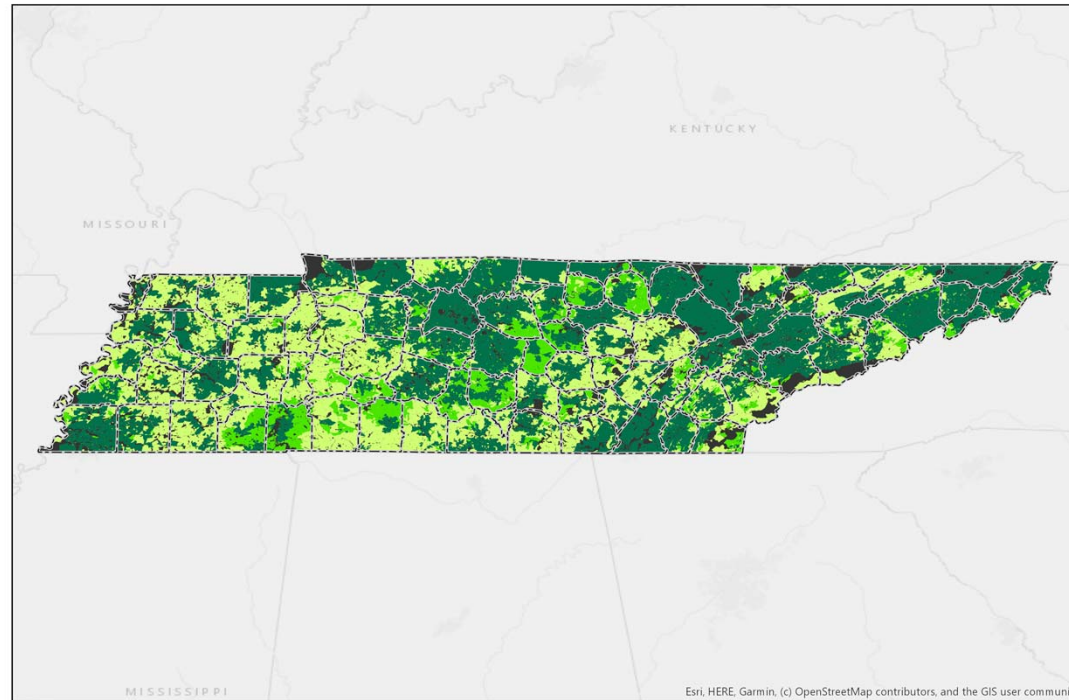 KENTUCKY
MISSOURI
MISSISSIPPI
Esri, HERE, Garmin, (c) OpenStreetMap contributors, and the GIS user communi